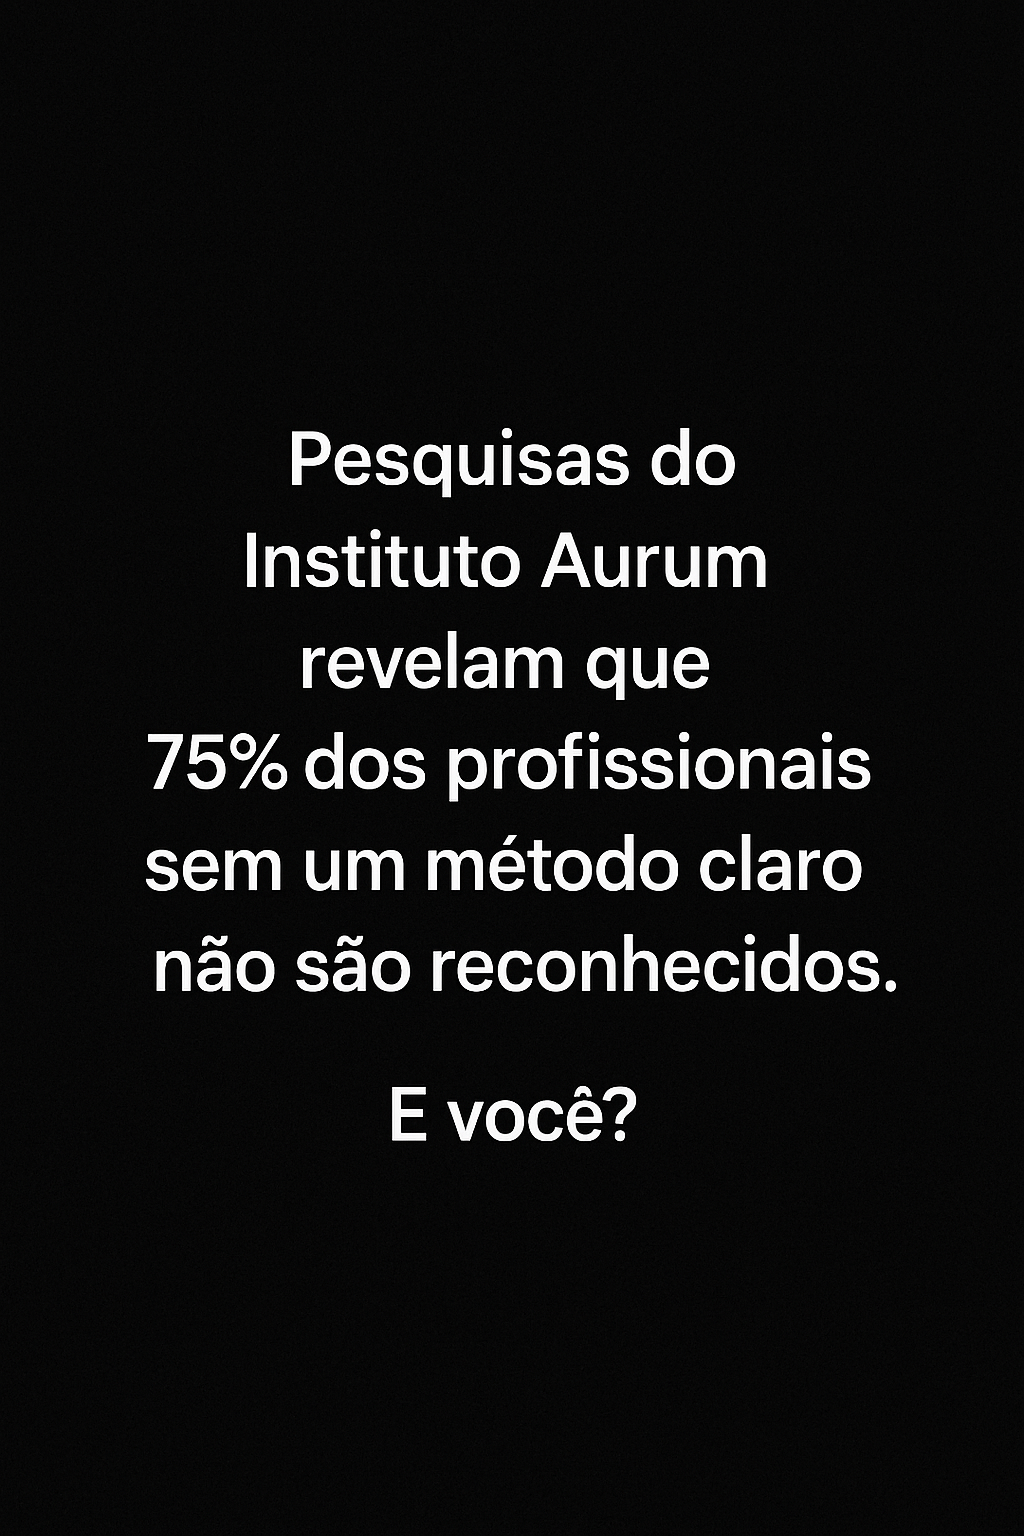 Pesquisas do
Instituto Aurum
revelam que
75% dos profissionais
sem um método claro
não são reconhecidos.
E você?